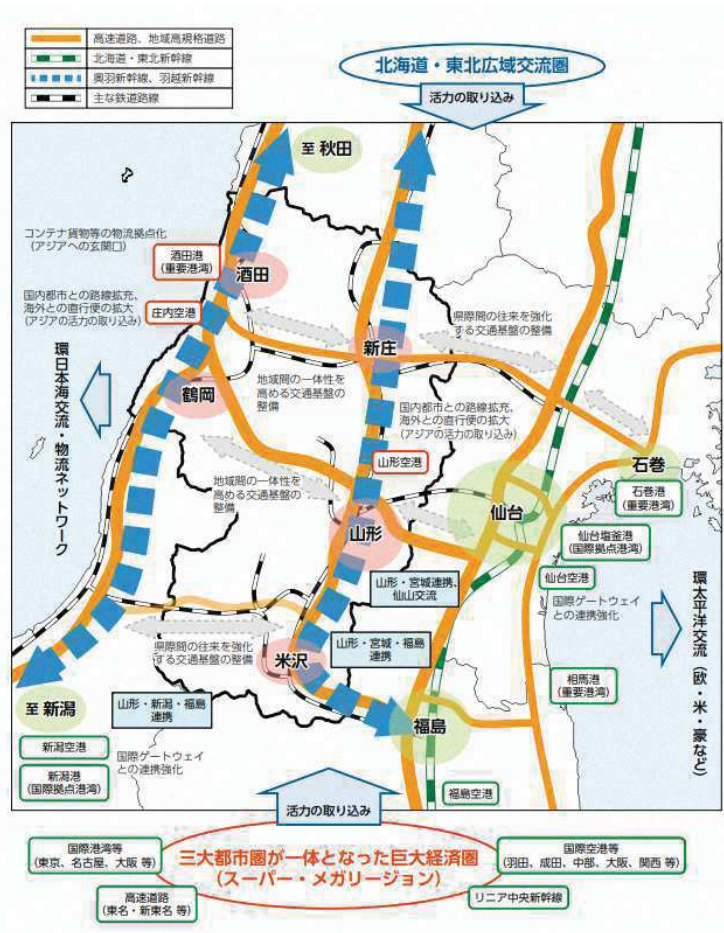 高速道路、地域高規格道路
北海道・東北新幹線
奥羽新幹線、羽越新幹線
主な鉄道路線
北海道・東北広域交流圏
活力の取り込み
至 秋田
コンテナ貨物等の物流拠点化
(アジアへの玄関口)
酒田港
(重要港湾)
酒田
国内都市との路線拡充、
海外との直行便の拡大
(アジアの活力の取り込み)
庄内空港
県際間の往来を強化
する交通基盤の整備
新庄
環日本海交流・物流ネットワーク
鶴岡
地域間の一体性を
高める交通基盤の
整備
国内都市との路線拡充、
海外との直行便の拡大
(アジアの活力の取り込み)
山形空港
石巻
石巻港
(重要港湾)
地域間の一体性を
高める交通基盤の
整備
仙台
山形
仙台塩釜港
(国際拠点港湾)
仙台空港
山形・宮城連携、
仙山交流
国際ゲートウェイ
との連携強化
環太平洋交流(欧・米・豪など)
県際間の往来を強化
する交通基盤の整備
米沢
山形・宮城・福島
連携
相馬港
(重要港湾)
至 新潟
山形・新潟・福島
連携
福島
新潟空港
新潟港
(国際拠点港湾)
国際ゲートウェイ
との連携強化
福島空港
活力の取り込み
国際港湾等
(東京、名古屋、大阪 等)
三大都市圏が一体となった巨大経済圏
(スーパー・メガリージョン)
国際空港等
(羽田、成田、中部、大阪、関西 等)
高速道路
(東名・新東名 等)
リニア中央新幹線